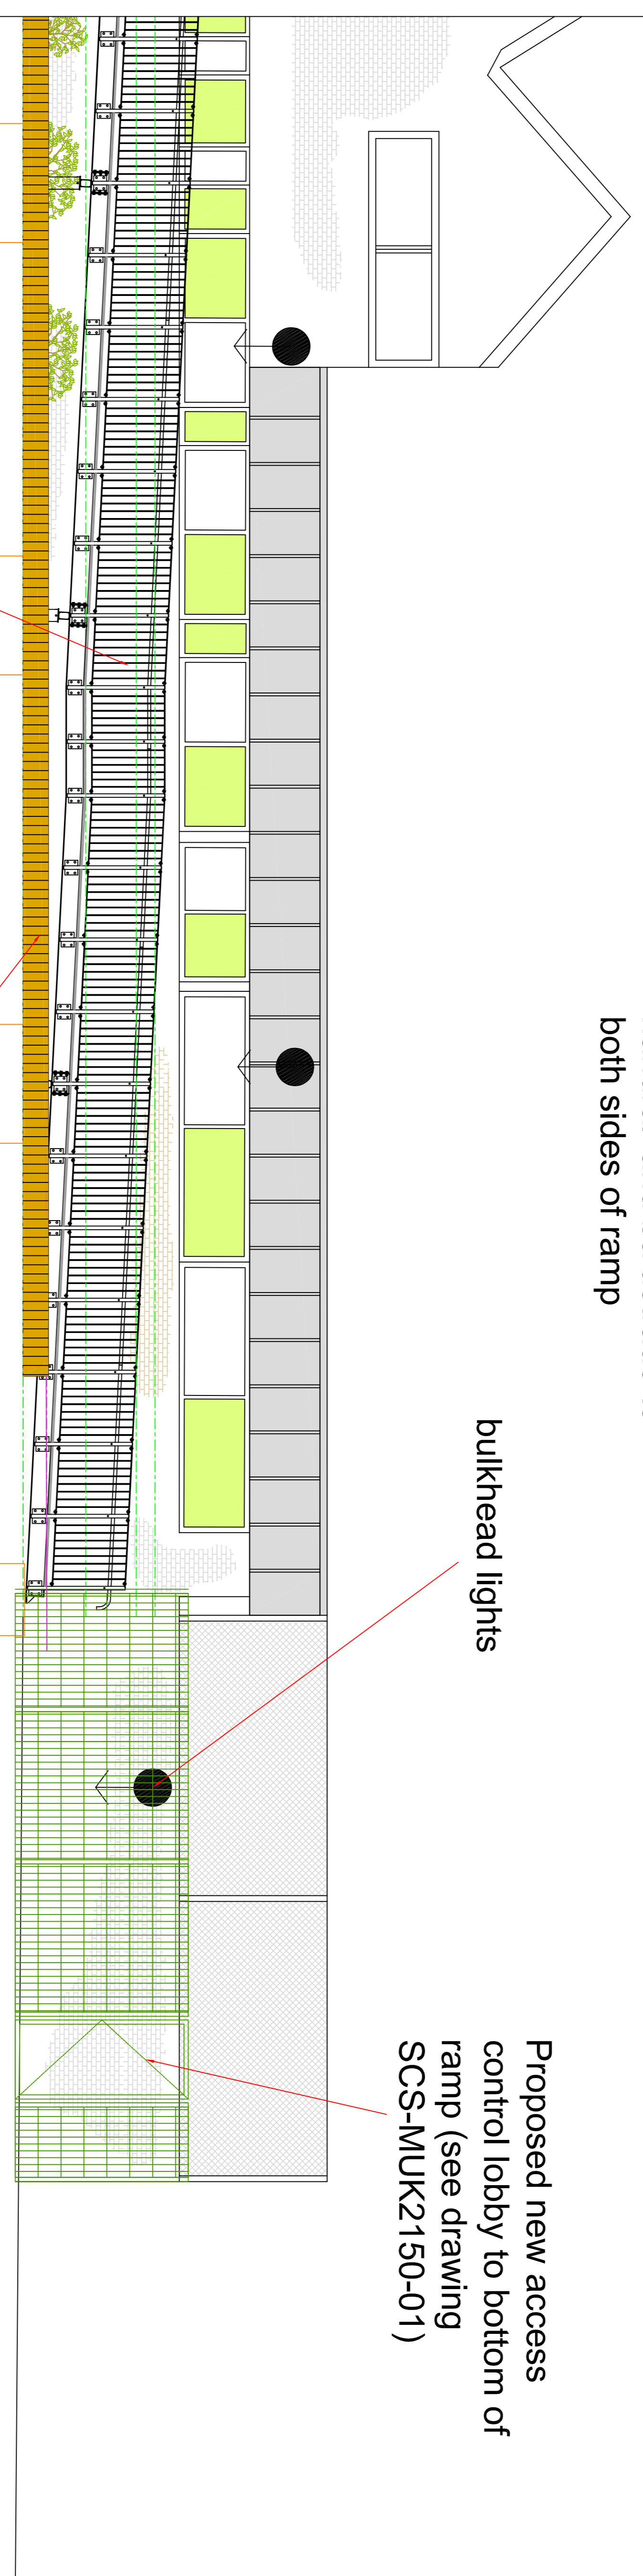 both sides of ramp
bulkhead lights
Proposed new access
control lobby to bottom of
ramp (see drawing
SCS-MUK2150-01)